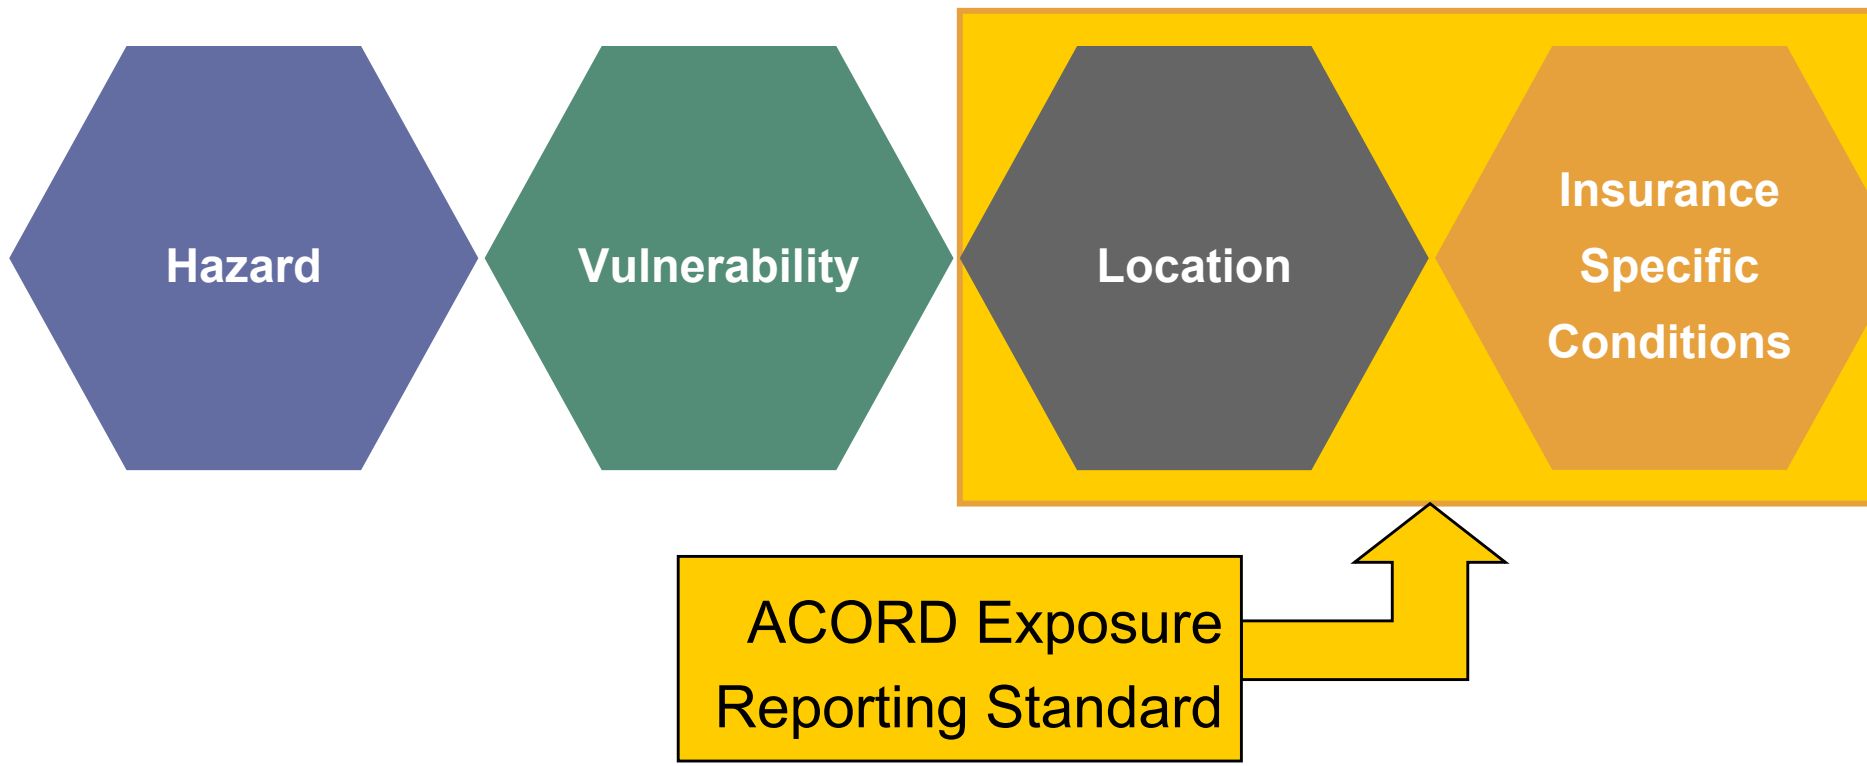 Hazard
Vulnerability
Location
Insurance
Specific
Conditions
ACORD Exposure
Reporting Standard